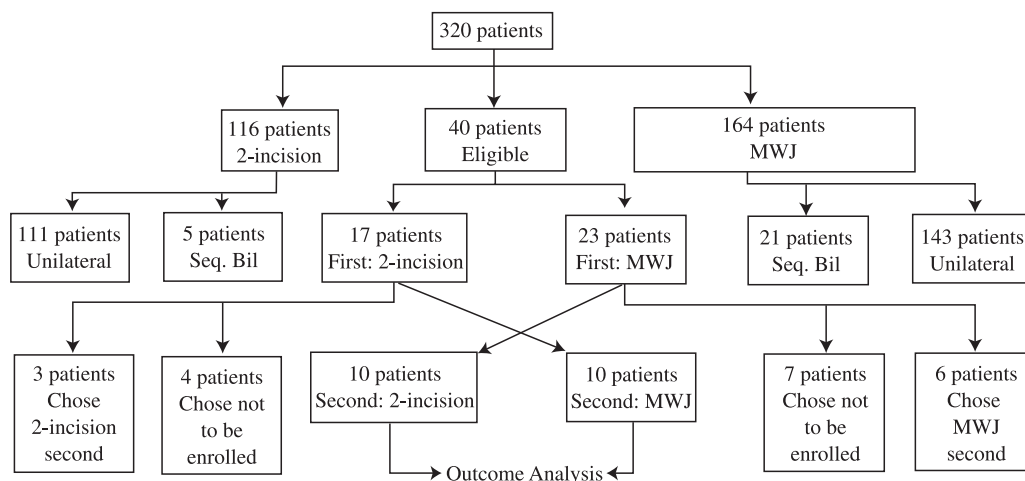 320 patients
116 patients
2-incision
40 patients
Eligible
164 patients
MWJ
111 patients
Unilateral
5 patients
Seq. Bil
17 patients
First: 2-incision
23 patients
First: MWJ
21 patients
Seq. Bil
143 patients
Unilateral
3 patients
Chose
2-incision
second
4 patients
Chose not
to be
enrolled
10 patients
Second: 2-incision
10 patients
Second: MWJ
7 patients
Chose not
to be
enrolled
6 patients
Chose
MWJ
second
Outcome Analysis